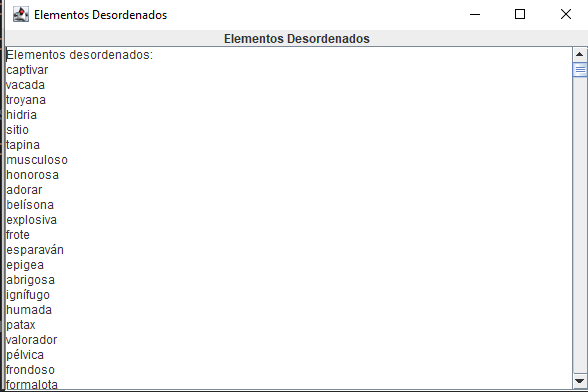 Elementos Desordenados
Elementos Desordenados
Elementos desordenados:
captivar
vacada
troyana
hidria
sitio
tapina
musculoso
honorosa
adorar
belísona
explosiva
frote
esparaván
epigea
abrigosa
ignífugo
humada
patax
valorador
pélvica
frondoso
formalota